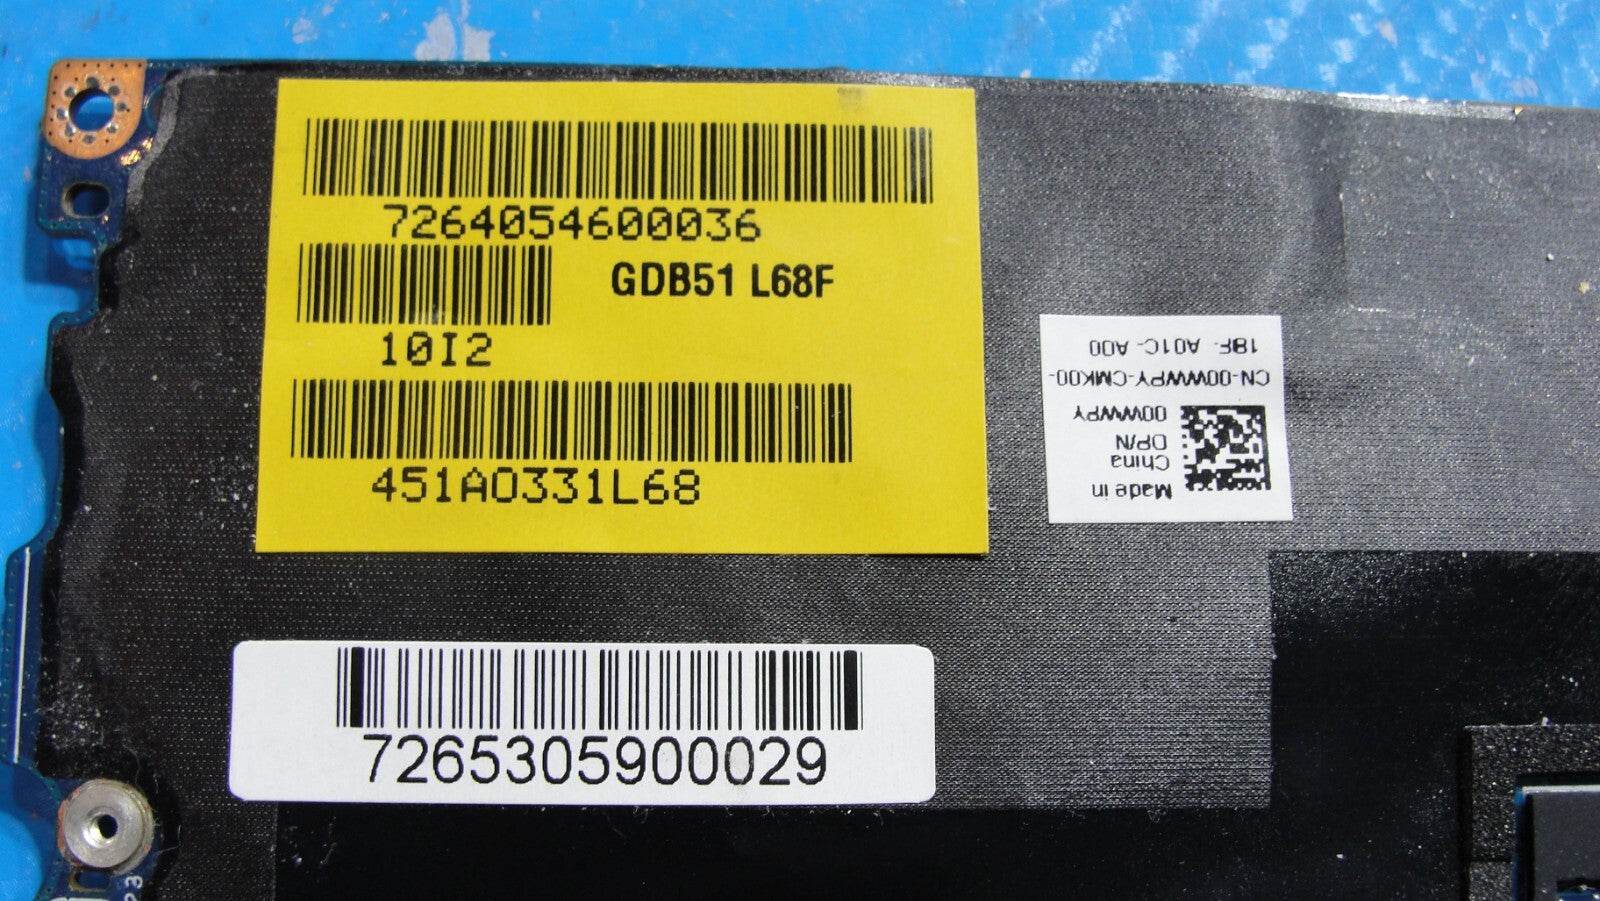 7264054600036
GDB51 L68F
10I2
451A0331L68
Made in
China
DP/N
00WWPY
CN-00WWPY-CMK00-
18F- A01C- A00
7265305900029